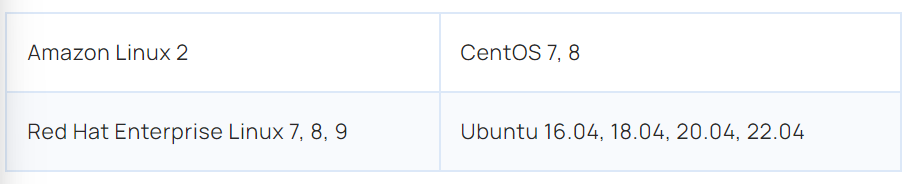 Amazon Linux 2
CentOS 7, 8
Red Hat Enterprise Linux 7, 8, 9
Ubuntu 16.04, 18.04, 20.04, 22.04